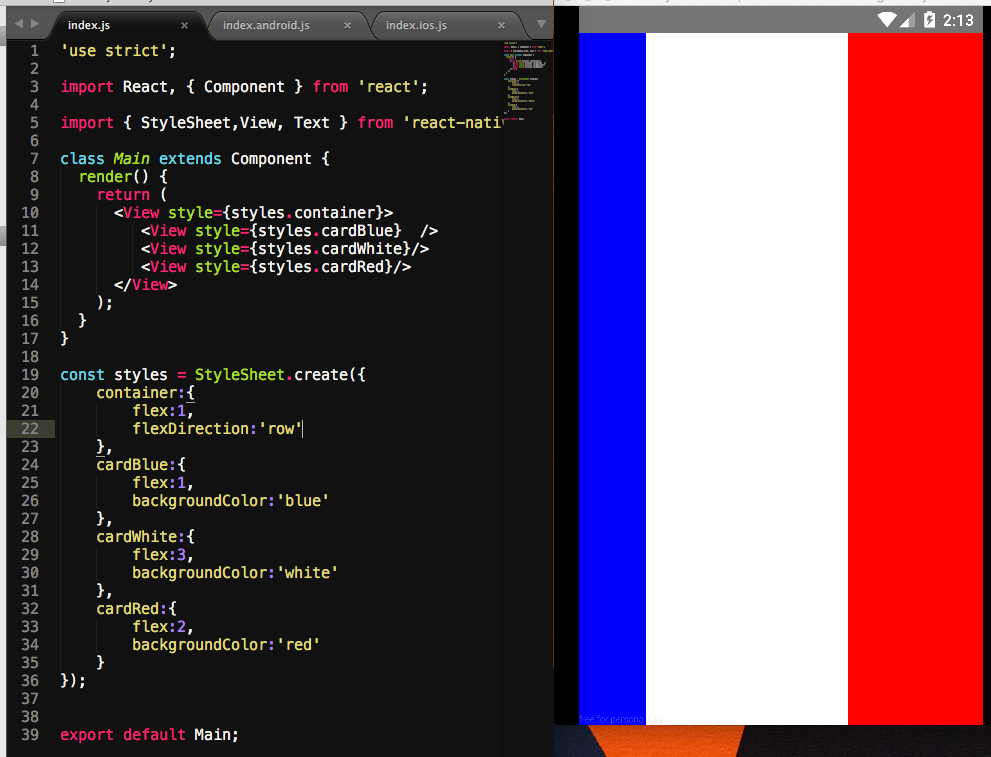 index.js × index.android.js × index.ios.js ×
2:13
1 'use strict';
2
3 import React, { Component } from 'react';
4
5 import { StyleSheet,View, Text } from 'react-nati
6
7 class Main extends Component {
8 render() {
9 return (
10 <View style={styles.container}>
11 <View style={styles.cardBlue}  />
12 <View style={styles.cardWhite}/>
13 <View style={styles.cardRed}/>
14 </View>
15 );
16 }
17 }
18
19 const styles = StyleSheet.create({
20 container:{
21 flex:1,
22 flexDirection:'row'
23 },
24 cardBlue:{
25 flex:1,
26 backgroundColor:'blue'
27 },
28 cardWhite:{
29 flex:3,
30 backgroundColor:'white'
31 },
32 cardRed:{
33 flex:2,
34 backgroundColor:'red'
35 }
36 });
37
38
39 export default Main;
free for personal use